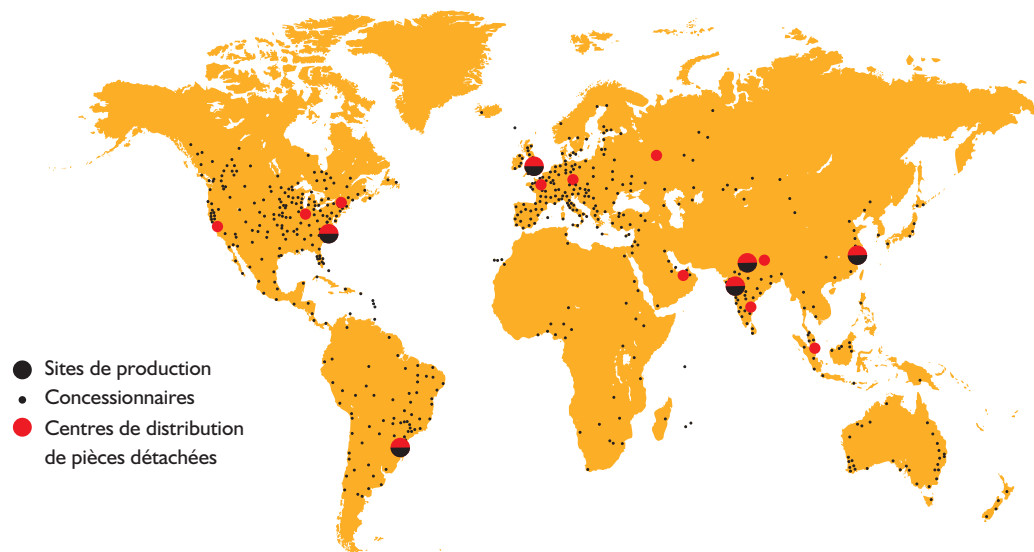 Sites de production
Concessionnaires
Centres de distribution
de pièces détachées